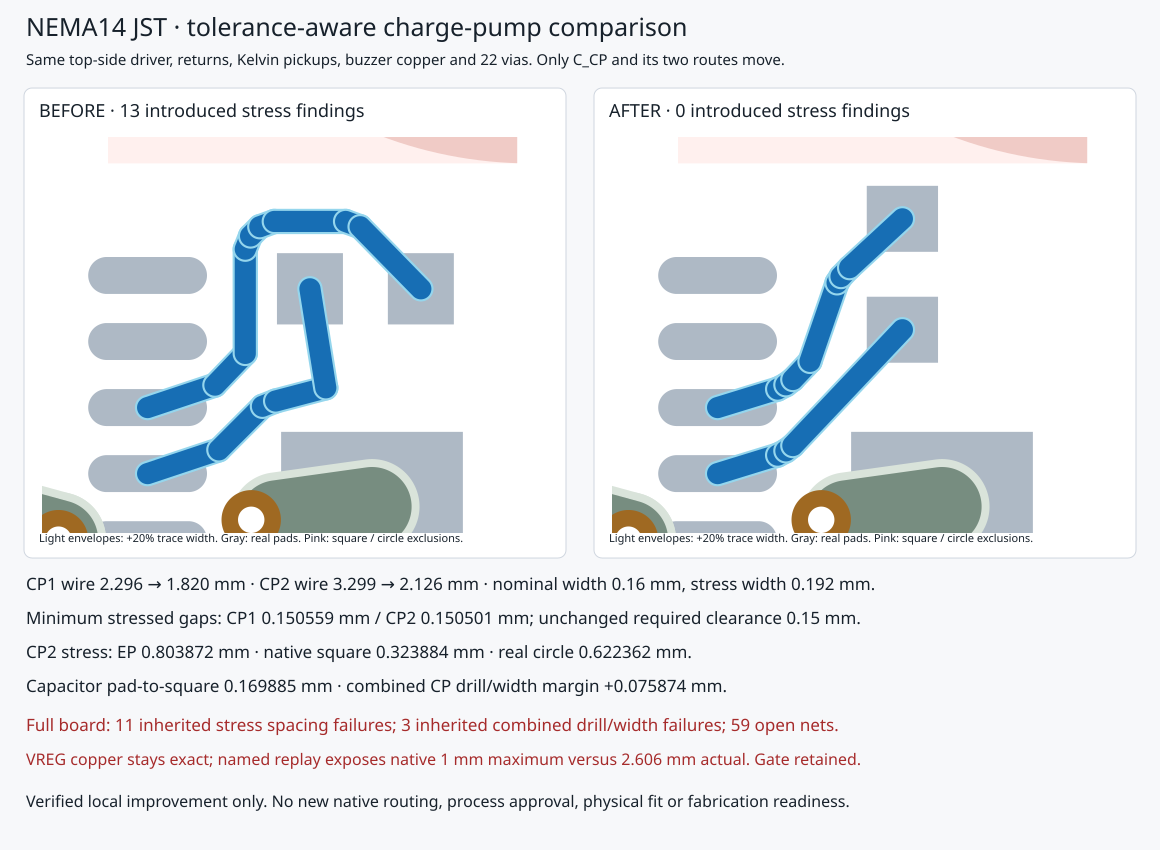 NEMA14 JST · tolerance-aware charge-pump comparison
Same top-side driver, returns, Kelvin pickups, buzzer copper and 22 vias. Only C_CP and its two routes move.
BEFORE · 13 introduced stress findings
AFTER · 0 introduced stress findings
Light envelopes: +20% trace width. Gray: real pads. Pink: square / circle exclusions.
Light envelopes: +20% trace width. Gray: real pads. Pink: square / circle exclusions.
CP1 wire 2.296 → 1.820 mm · CP2 wire 3.299 → 2.126 mm · nominal width 0.16 mm, stress width 0.192 mm.
Minimum stressed gaps: CP1 0.150559 mm / CP2 0.150501 mm; unchanged required clearance 0.15 mm.
CP2 stress: EP 0.803872 mm · native square 0.323884 mm · real circle 0.622362 mm.
Capacitor pad-to-square 0.169885 mm · combined CP drill/width margin +0.075874 mm.
Full board: 11 inherited stress spacing failures; 3 inherited combined drill/width failures; 59 open nets.
VREG copper stays exact; named replay exposes native 1 mm maximum versus 2.606 mm actual. Gate retained.
Verified local improvement only. No new native routing, process approval, physical fit or fabrication readiness.